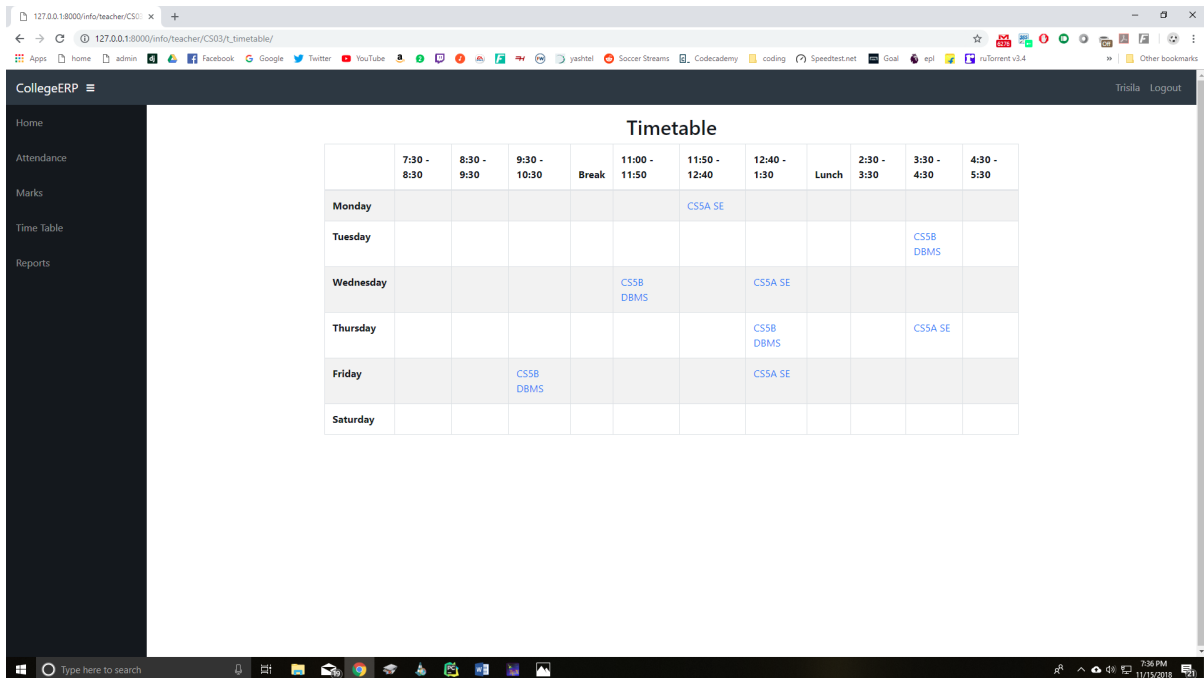 127.0.0.1:8000/info/teacher/CS03
127.0.0.1:8000/info/teacher/CS03/t_timetable/
Apps home admin dj Facebook Google Twitter YouTube yashtel Soccer Streams Codecademy coding Speedtest.net Goal epl ruTorrent v3.4 » Other bookmarks
CollegeERP Trisila Logout
Home
Attendance
Marks
Time Table
Reports
Timetable
7:30 - 8:30 - 9:30 - 11:00 - 11:50 - 12:40 - 2:30 - 3:30 - 4:30 -
8:30 9:30 10:30 Break 11:50 12:40 1:30 Lunch 3:30 4:30 5:30
Monday CS5A SE
Tuesday CS5B
DBMS
Wednesday CS5B CS5A SE
DBMS
Thursday CS5B CS5A SE
DBMS
Friday CS5B CS5A SE
DBMS
Saturday
Type here to search
7:36 PM
11/15/2018